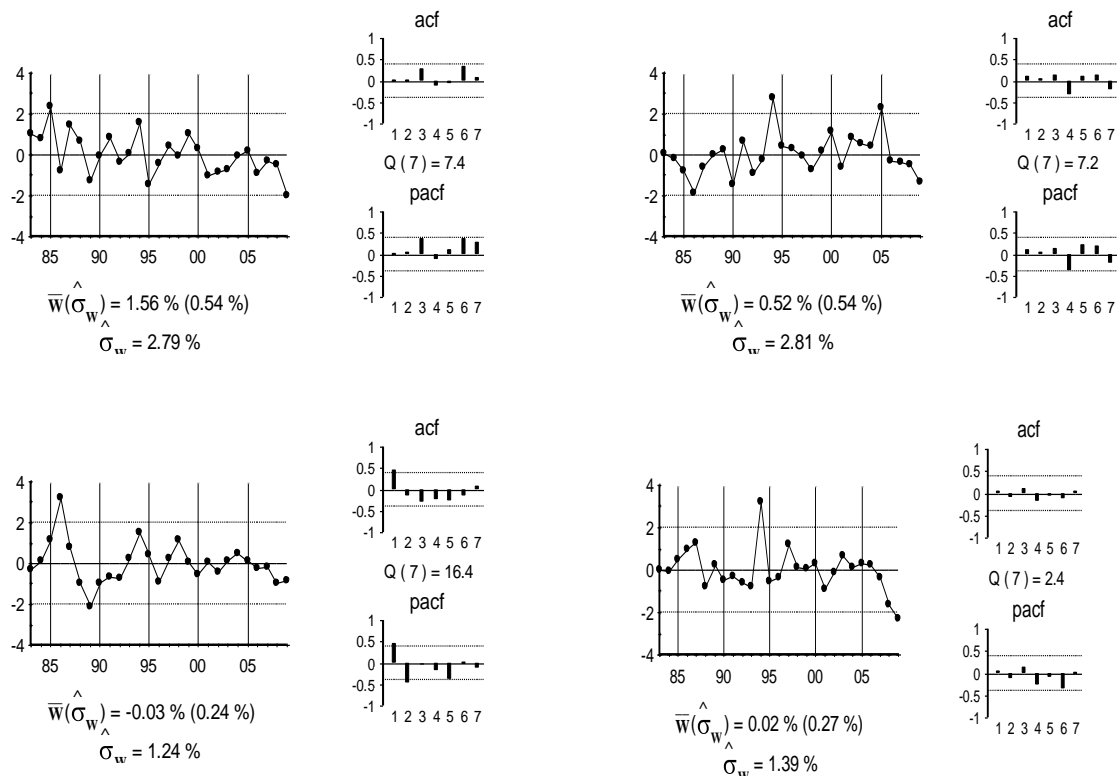 acf
1
0.5
0
-0.5
-1
1 2 3 4 5 6 7
Q ( 7 ) = 7.4
pacf
1
0.5
0
-0.5
-1
1 2 3 4 5 6 7
4
2
0
-2
-4
85 90 95 00 05
w̅(σ̂w̅) = 1.56 % (0.54 %)
σ̂w = 2.79 %
acf
1
0.5
0
-0.5
-1
1 2 3 4 5 6 7
Q ( 7 ) = 7.2
pacf
1
0.5
0
-0.5
-1
1 2 3 4 5 6 7
4
2
0
-2
-4
85 90 95 00 05
w̅(σ̂w̅) = 0.52 % (0.54 %)
σ̂w = 2.81 %
acf
1
0.5
0
-0.5
-1
1 2 3 4 5 6 7
Q ( 7 ) = 16.4
pacf
1
0.5
0
-0.5
-1
1 2 3 4 5 6 7
4
2
0
-2
-4
85 90 95 00 05
w̅(σ̂w̅) = -0.03 % (0.24 %)
σ̂w = 1.24 %
acf
1
0.5
0
-0.5
-1
1 2 3 4 5 6 7
Q ( 7 ) = 2.4
pacf
1
0.5
0
-0.5
-1
1 2 3 4 5 6 7
4
2
0
-2
-4
85 90 95 00 05
w̅(σ̂w̅) = 0.02 % (0.27 %)
σ̂w = 1.39 %